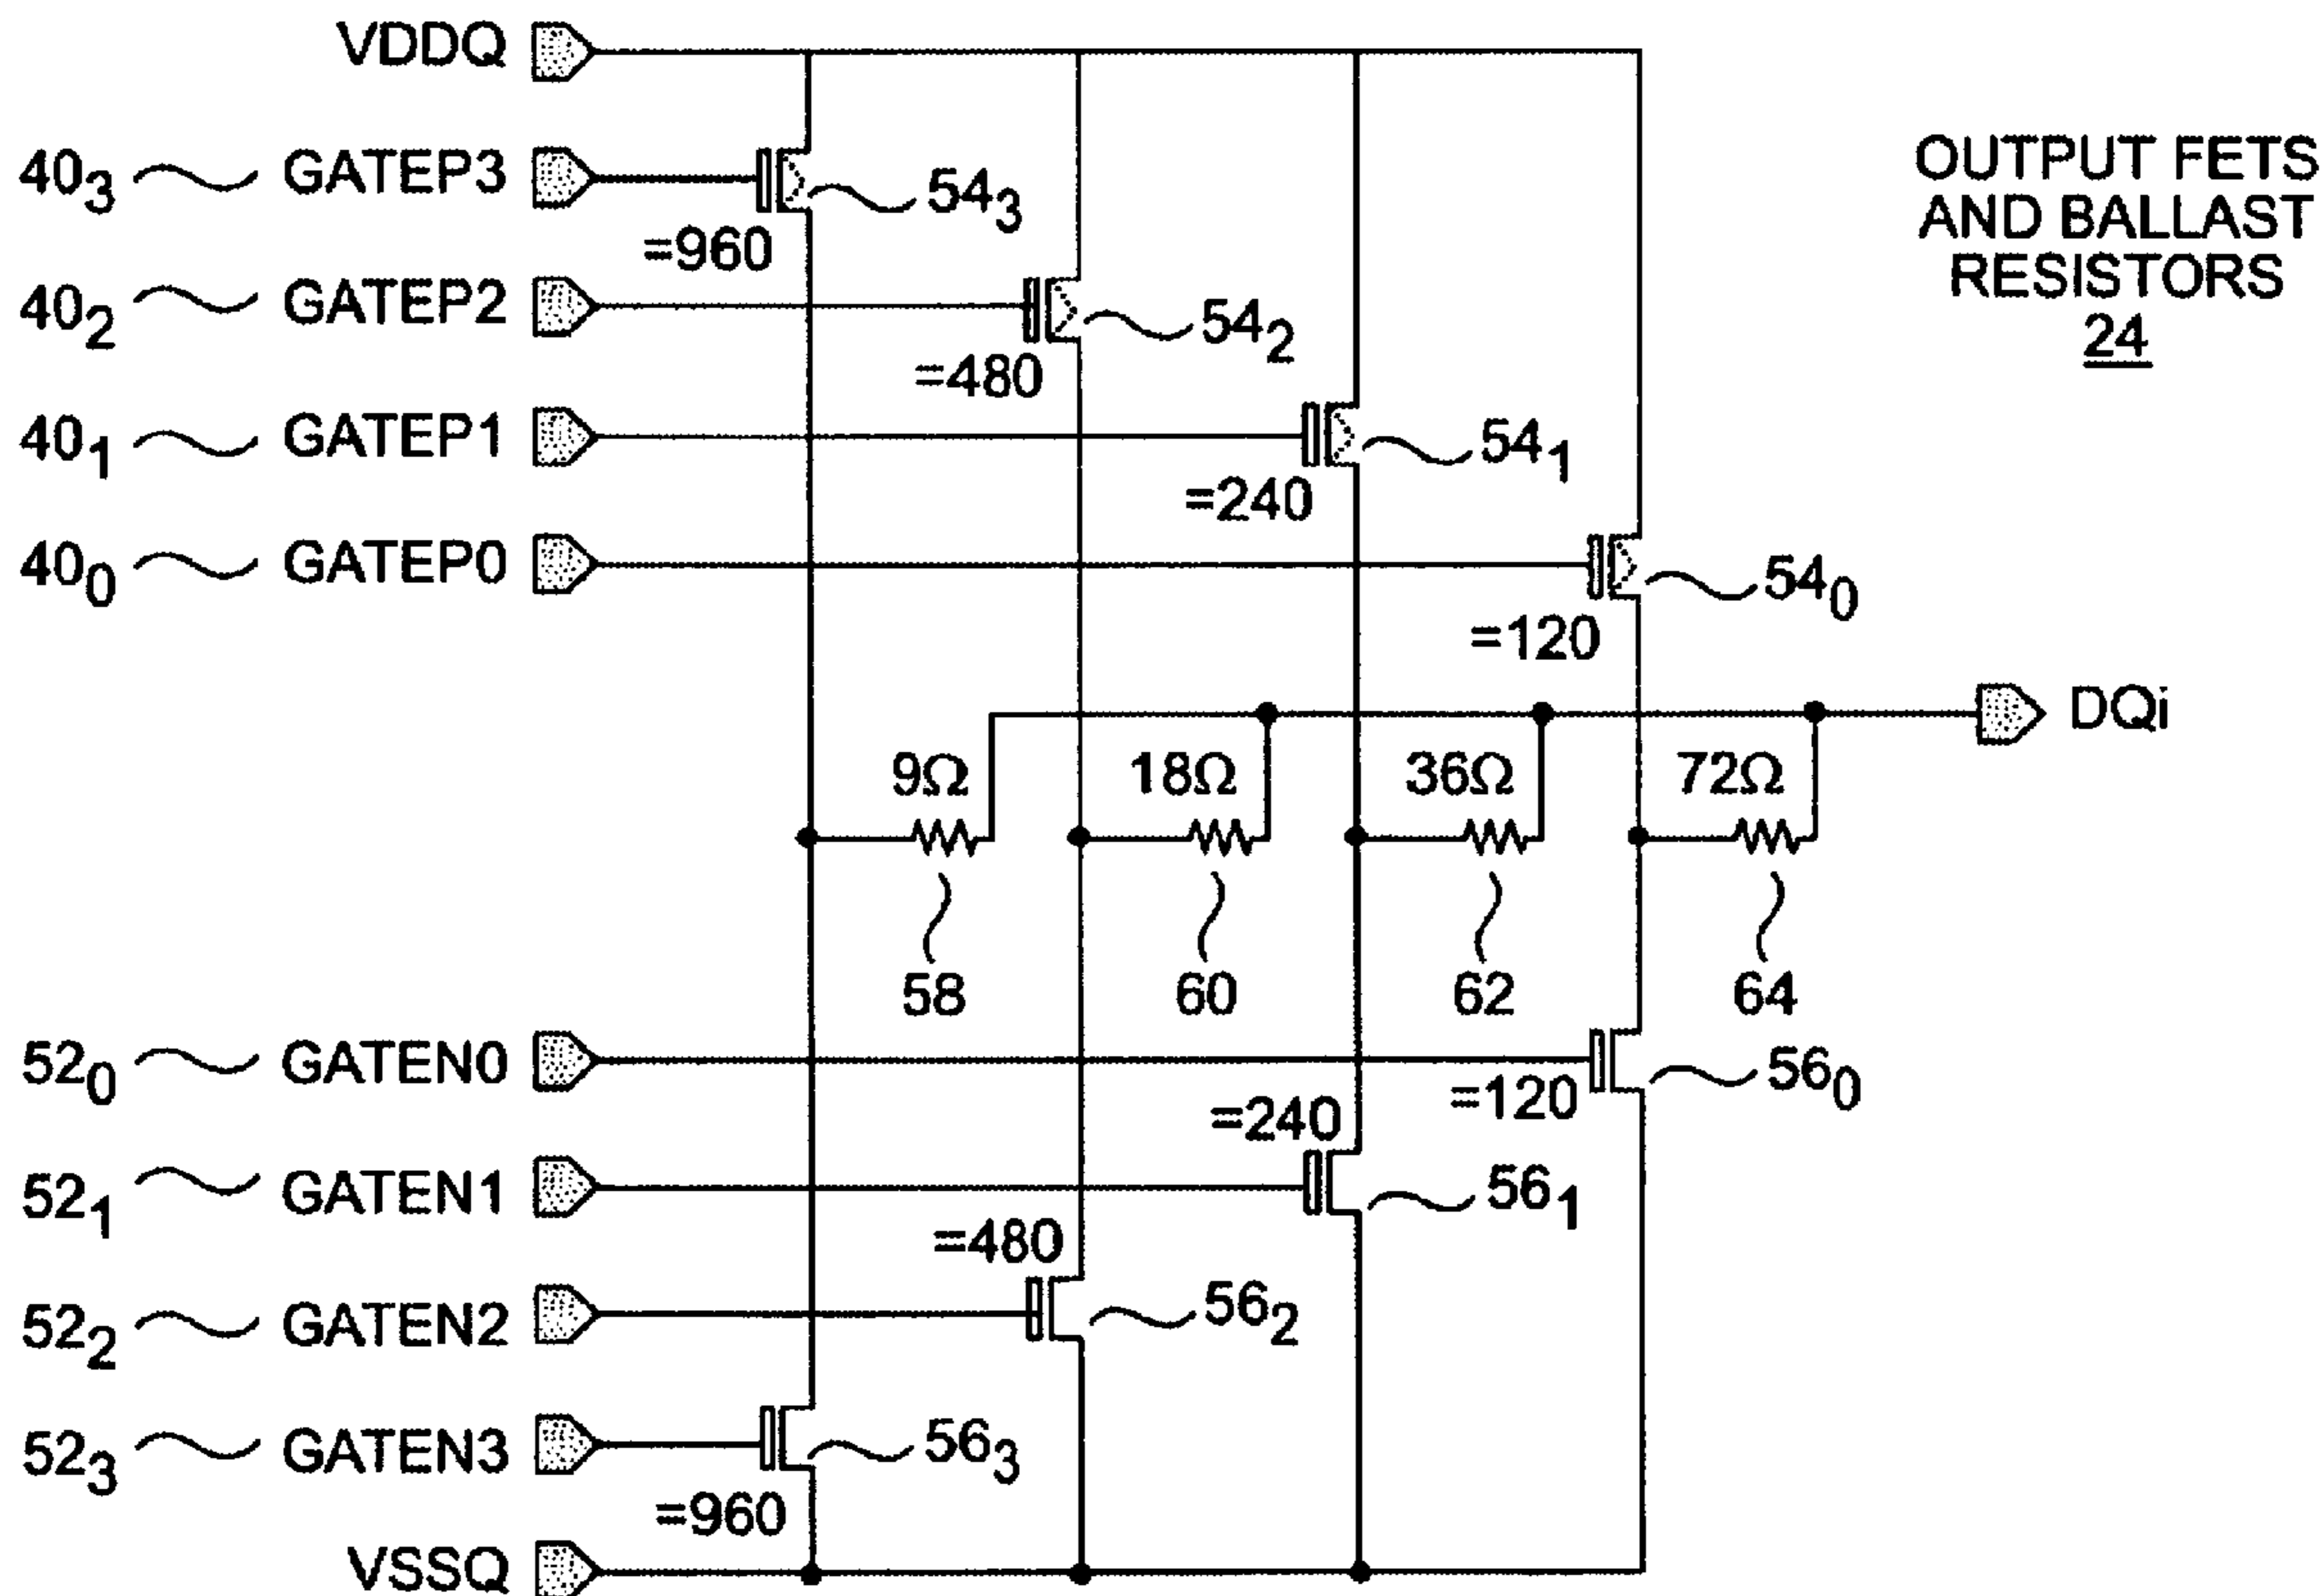 VDDQ
40₃ GATEP3 54₃
=960
OUTPUT FETS
AND BALLAST
RESISTORS
24
40₂ GATEP2 54₂
=480
40₁ GATEP1 54₁
=240
40₀ GATEP0 54₀
=120
DQi
9Ω 18Ω 36Ω 72Ω
58 60 62 64
52₀ GATEN0 =120 56₀
=240
52₁ GATEN1 56₁
=480
52₂ GATEN2 56₂
52₃ GATEN3 56₃
=960
VSSQ